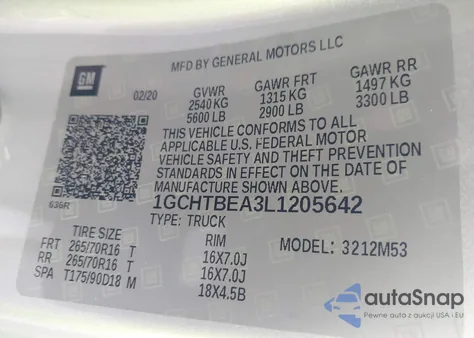 MFD BY GENERAL MOTORS LLC
GM
02/20 GVWR GAWR FRT GAWR RR
2540 KG 1315 KG 1497 KG
5600 LB 2900 LB 3300 LB
THIS VEHICLE CONFORMS TO ALL
APPLICABLE U.S. FEDERAL MOTOR
VEHICLE SAFETY AND THEFT PREVENTION
STANDARDS IN EFFECT ON THE DATE OF
MANUFACTURE SHOWN ABOVE.
636R 1GCHTBEA3L1205642
TYPE: TRUCK
TIRE SIZE RIM MODEL: 3212M53
FRT 265/70R16 T 16X7.0J
RR 265/70R16 T 16X7.0J
SPA T175/90D18 M 18X4.5B
autoSnap
Pewne auta z aukcji USA i EU